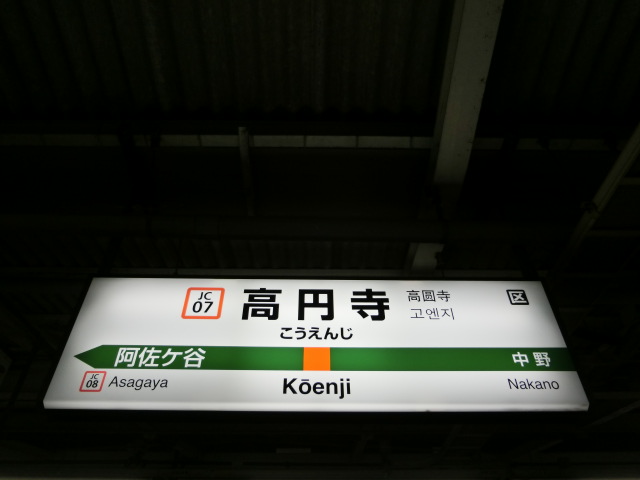 JC
07
高円寺
高圆寺
고엔지
区
こうえんじ
阿佐ケ谷
中野
JC
08
Asagaya
Kōenji
Nakano